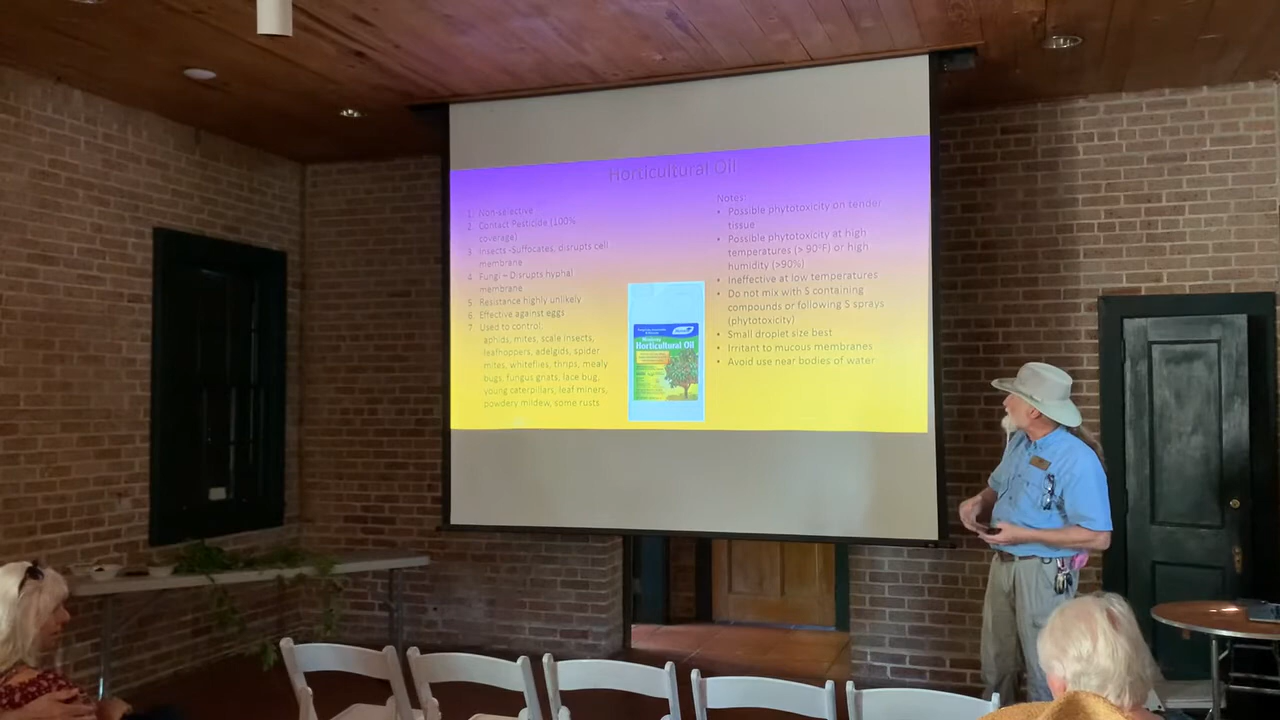 Horticultural Oil
1. Non-selective
2. Contact Pesticide (100%
coverage)
3. Insects -Suffocates, disrupts cell
membrane
4. Fungi – Disrupts hyphal
membrane
5. Resistance highly unlikely
6. Effective against eggs
7. Used to control:
aphids, mites, scale insects,
leafhoppers, adelgids, spider
mites, whiteflies, thrips, mealy
bugs, fungus gnats, lace bug,
young caterpillars, leaf miners,
powdery mildew, some rusts
Horticultural Oil
Notes:
• Possible phytotoxicity on tender
tissue
• Possible phytotoxicity at high
temperatures (> 90°F) or high
humidity (>90%)
• Ineffective at low temperatures
• Do not mix with S containing
compounds or following S sprays
(phytotoxicity)
• Small droplet size best
• Irritant to mucous membranes
• Avoid use near bodies of water